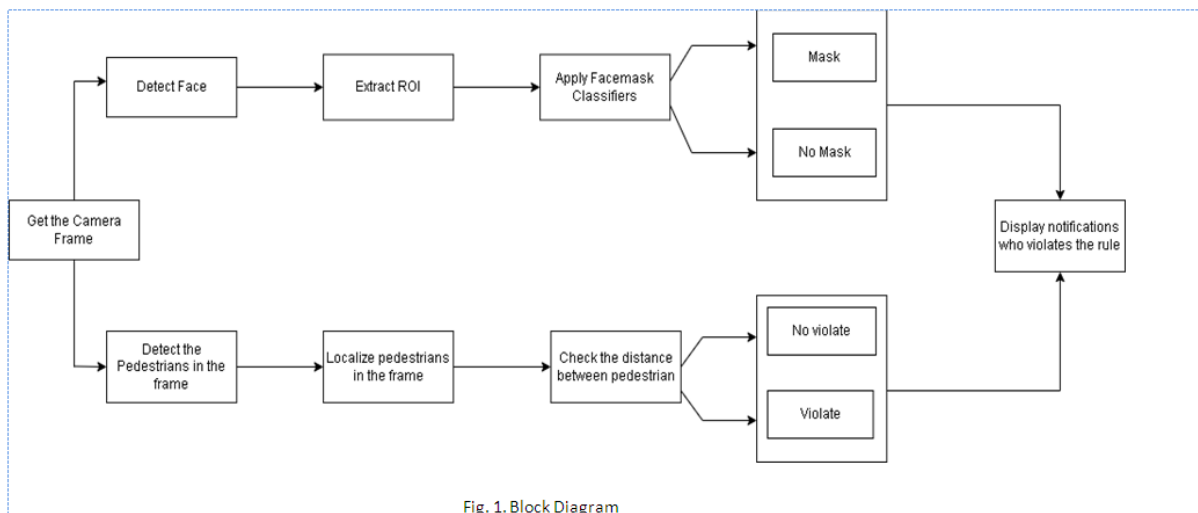 Detect Face
Extract ROI
Apply Facemask
Classifiers
Mask
No Mask
Get the Camera
Frame
Display notifications
who violates the rule
Detect the
Pedestrians in the
frame
Localize pedestrians
in the frame
Check the distance
between pedestrian
No violate
Violate
Fig. 1. Block Diagram